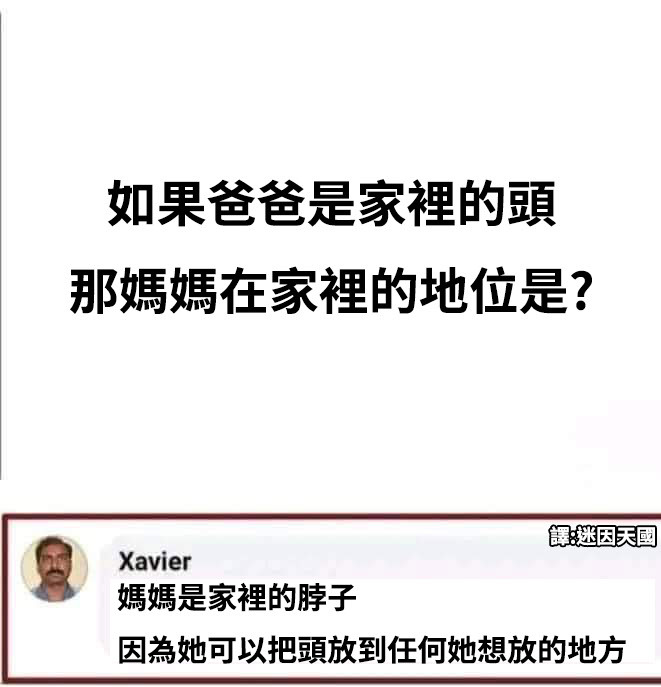 如果爸爸是家裡的頭
那媽媽在家裡的地位是?
譯:迷因天國
Xavier
媽媽是家裡的脖子
因為她可以把頭放到任何她想放的地方